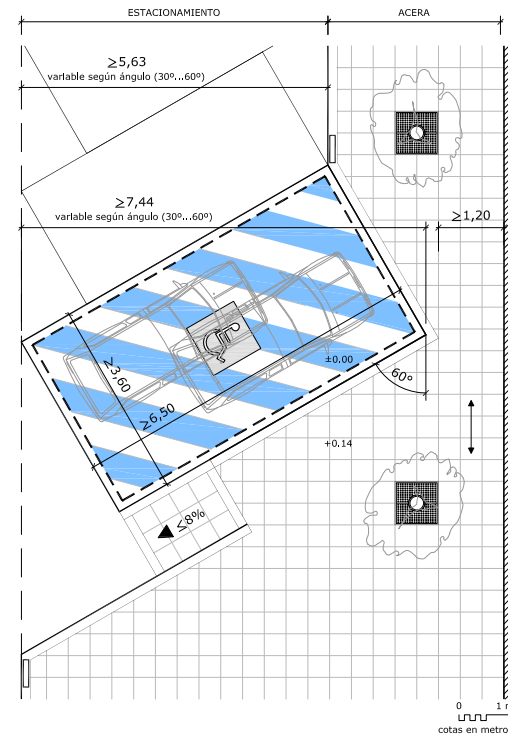 ESTACIONAMIENTO
ACERA
≥5,63
variable según ángulo (30º...60º)
≥7,44
variable según ángulo (30º...60º)
≥1,20
±0.00
≥3,60
60°
≥6,50
+0.14
≤8%
0 1
cotas en metro